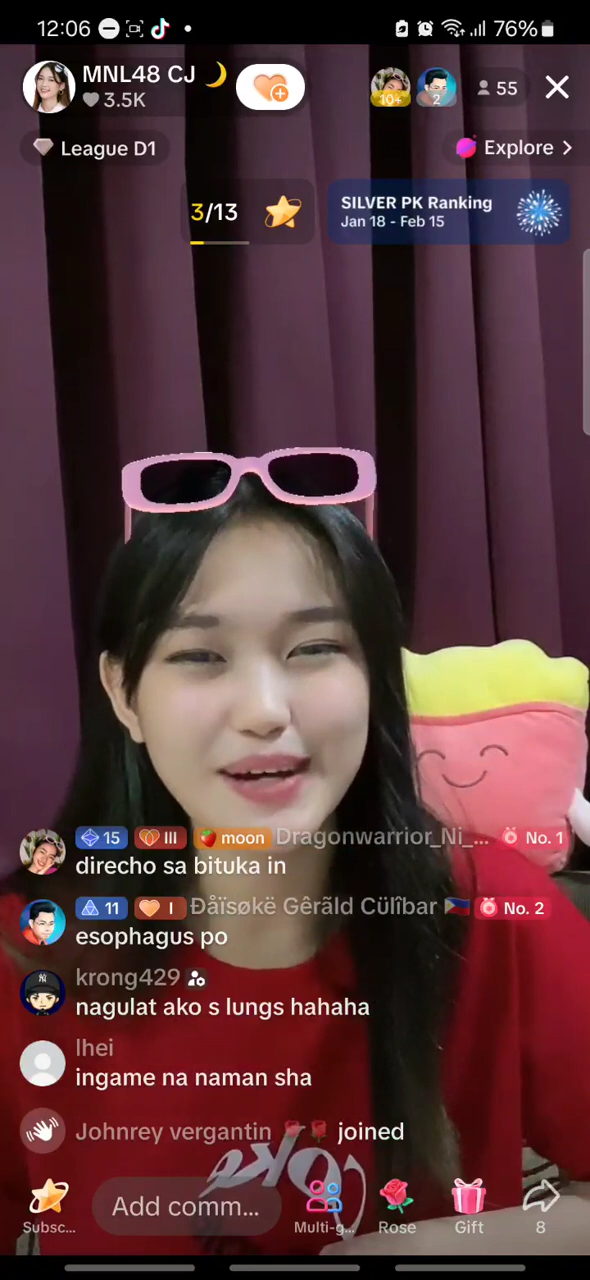 12:06
76%
MNL48 CJ 🌙
3.5K
10+
2
55
League D1
Explore >
3/13
SILVER PK Ranking
Jan 18 - Feb 15
15 III moon Dragonwarrior_Ni_... No. 1
direcho sa bituka in
11 I Ðåïsøkë Gêrãld Cülîbar 🇵🇭 No. 2
esophagus po
krong429
nagulat ako s lungs hahaha
lhei
ingame na naman sha
Johnrey vergantin 🌹🌹 joined
Subsc...
Add comm...
Multi-g...
Rose
Gift
8